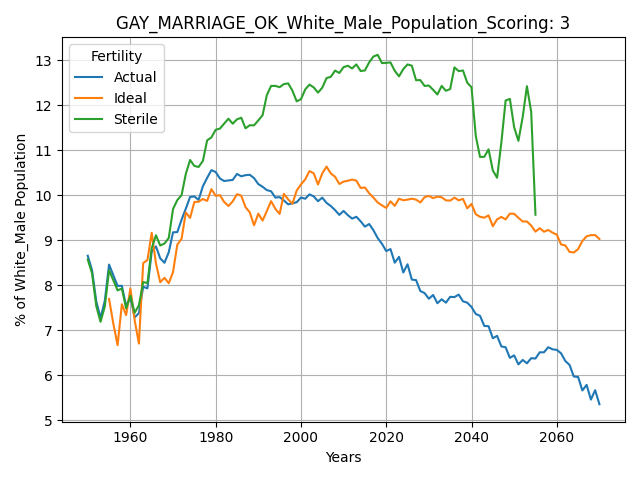 GAY_MARRIAGE_OK_White_Male_Population_Scoring: 3
Fertility
Actual
Ideal
Sterile
% of White_Male Population
13
12
11
10
9
8
7
6
5
1960 1980 2000 2020 2040 2060
Years